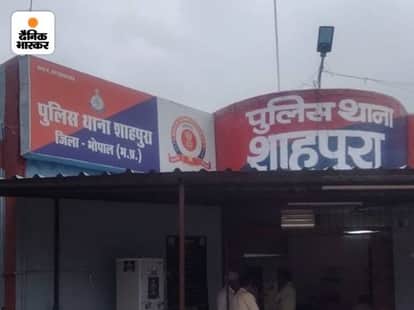 दैनिक
भास्कर
पुलिस थाना शाहपुरा
जिला - भोपाल (म.प्र.)
पुलिस थाना
शाहपुरा